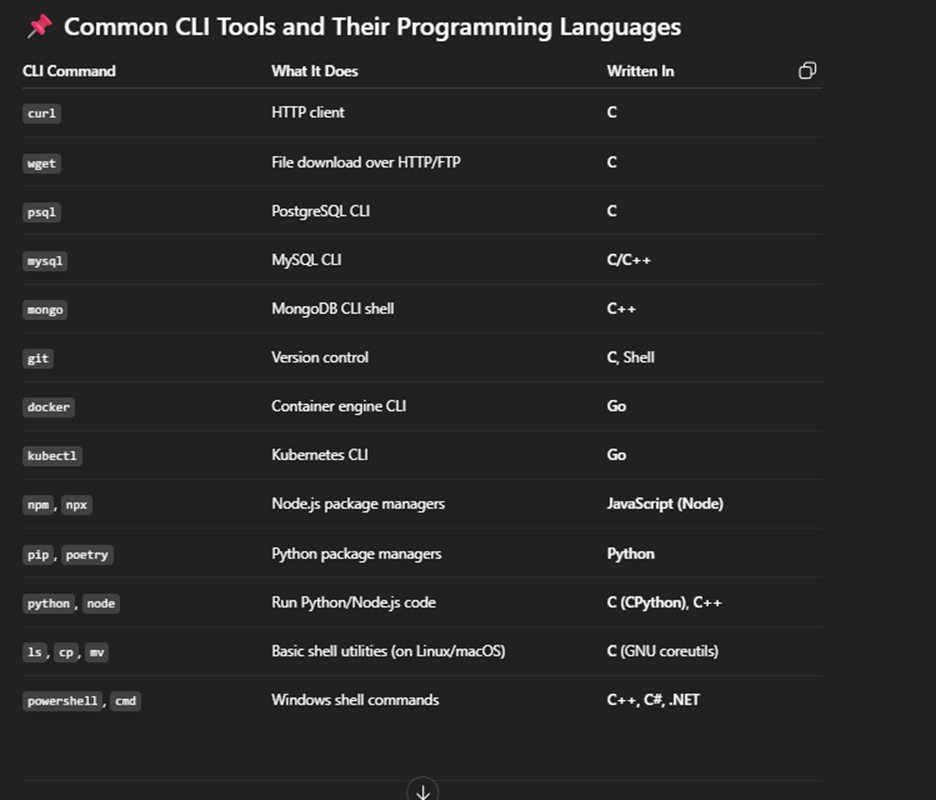 📌 Common CLI Tools and Their Programming Languages
CLI Command What It Does Written In
curl HTTP client C
wget File download over HTTP/FTP C
psql PostgreSQL CLI C
mysql MySQL CLI C/C++
mongo MongoDB CLI shell C++
git Version control C, Shell
docker Container engine CLI Go
kubectl Kubernetes CLI Go
npm, npx Node.js package managers JavaScript (Node)
pip, poetry Python package managers Python
python, node Run Python/Node.js code C (CPython), C++
ls, cp, mv Basic shell utilities (on Linux/macOS) C (GNU coreutils)
powershell, cmd Windows shell commands C++, C#, .NET